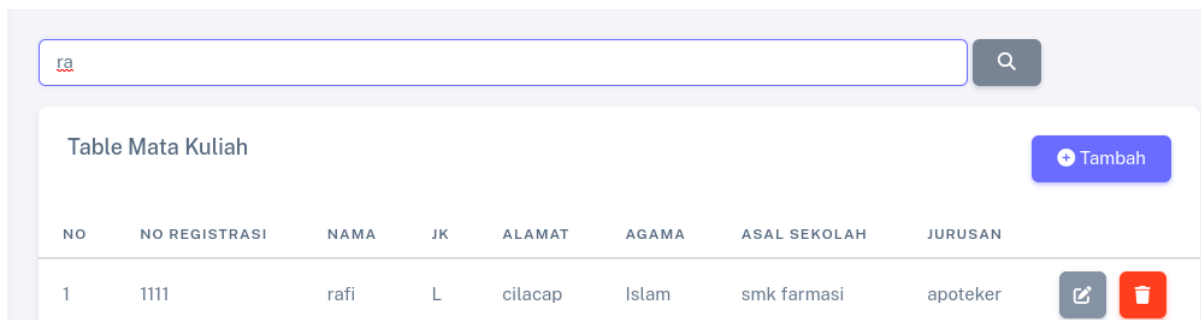 ra
Table Mata Kuliah
Tambah
NO NO REGISTRASI NAMA JK ALAMAT AGAMA ASAL SEKOLAH JURUSAN
1 1111 rafi L cilacap Islam smk farmasi apoteker